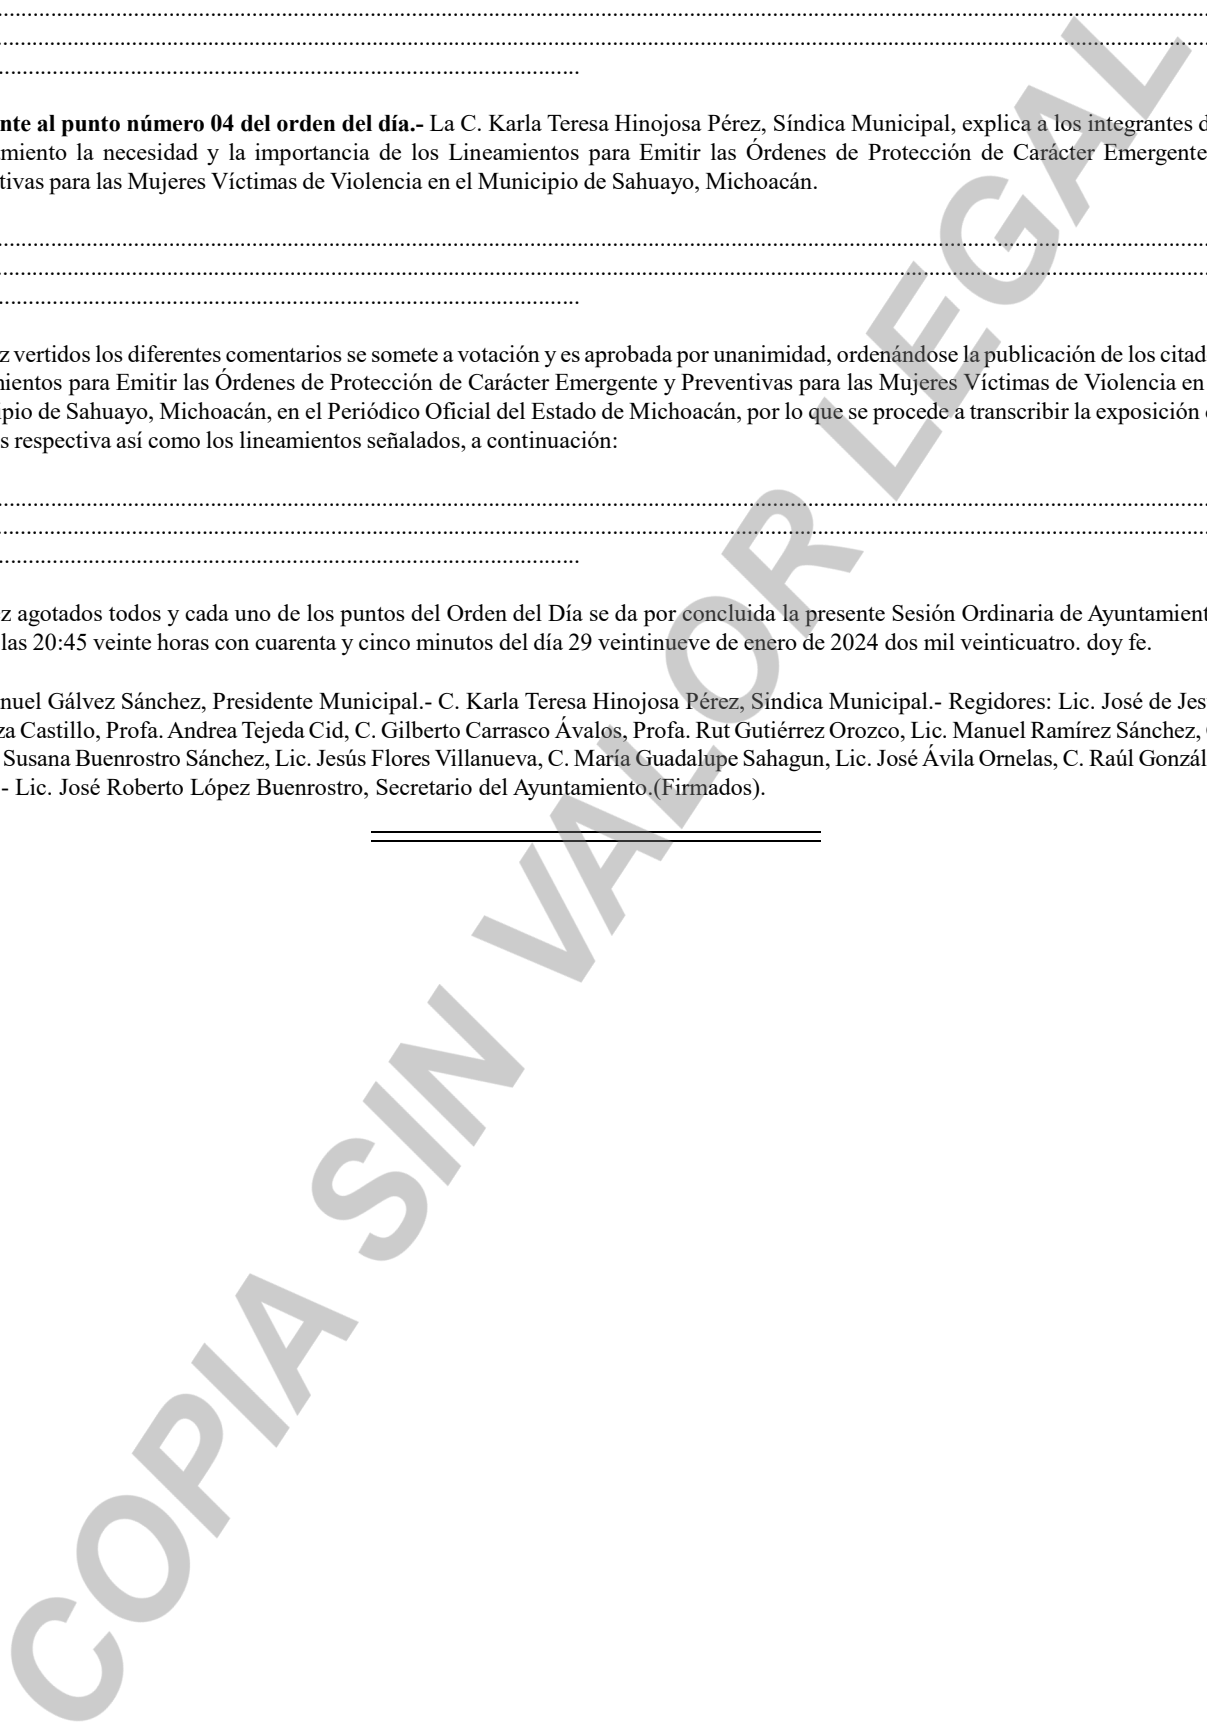 ..........................................................................................................................................................
..........................................................................................................................................................
..........................................................................
nte al punto número 04 del orden del día.- La C. Karla Teresa Hinojosa Pérez, Síndica Municipal, explica a los integrantes d
miento la necesidad y la importancia de los Lineamientos para Emitir las Órdenes de Protección de Carácter Emergente
tivas para las Mujeres Víctimas de Violencia en el Municipio de Sahuayo, Michoacán.
..........................................................................................................................................................
..........................................................................................................................................................
..........................................................................
z vertidos los diferentes comentarios se somete a votación y es aprobada por unanimidad, ordenándose la publicación de los citad
mientos para Emitir las Órdenes de Protección de Carácter Emergente y Preventivas para las Mujeres Víctimas de Violencia en
ipio de Sahuayo, Michoacán, en el Periódico Oficial del Estado de Michoacán, por lo que se procede a transcribir la exposición
s respectiva así como los lineamientos señalados, a continuación:
..........................................................................................................................................................
..........................................................................................................................................................
..........................................................................
z agotados todos y cada uno de los puntos del Orden del Día se da por concluida la presente Sesión Ordinaria de Ayuntamient
las 20:45 veinte horas con cuarenta y cinco minutos del día 29 veintinueve de enero de 2024 dos mil veinticuatro. doy fe.
nuel Gálvez Sánchez, Presidente Municipal.- C. Karla Teresa Hinojosa Pérez, Sindica Municipal.- Regidores: Lic. José de Jes
za Castillo, Profa. Andrea Tejeda Cid, C. Gilberto Carrasco Ávalos, Profa. Rut Gutiérrez Orozco, Lic. Manuel Ramírez Sánchez,
Susana Buenrostro Sánchez, Lic. Jesús Flores Villanueva, C. María Guadalupe Sahagun, Lic. José Ávila Ornelas, C. Raúl Gonzál
.- Lic. José Roberto López Buenrostro, Secretario del Ayuntamiento.(Firmados).
COPIA SIN VALOR LEGAL